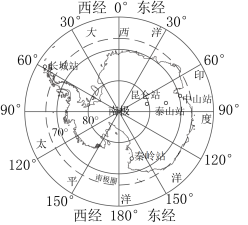 西经 0° 东经
30° 30°
大 西 洋
60° 60°
长城站 印
昆仑站 中山站
90° 南极 泰山站 90°
80° 度
70°
太 秦岭站 洋
120° 120°
平 南极圈 洋
150° 150°
西经 180° 东经